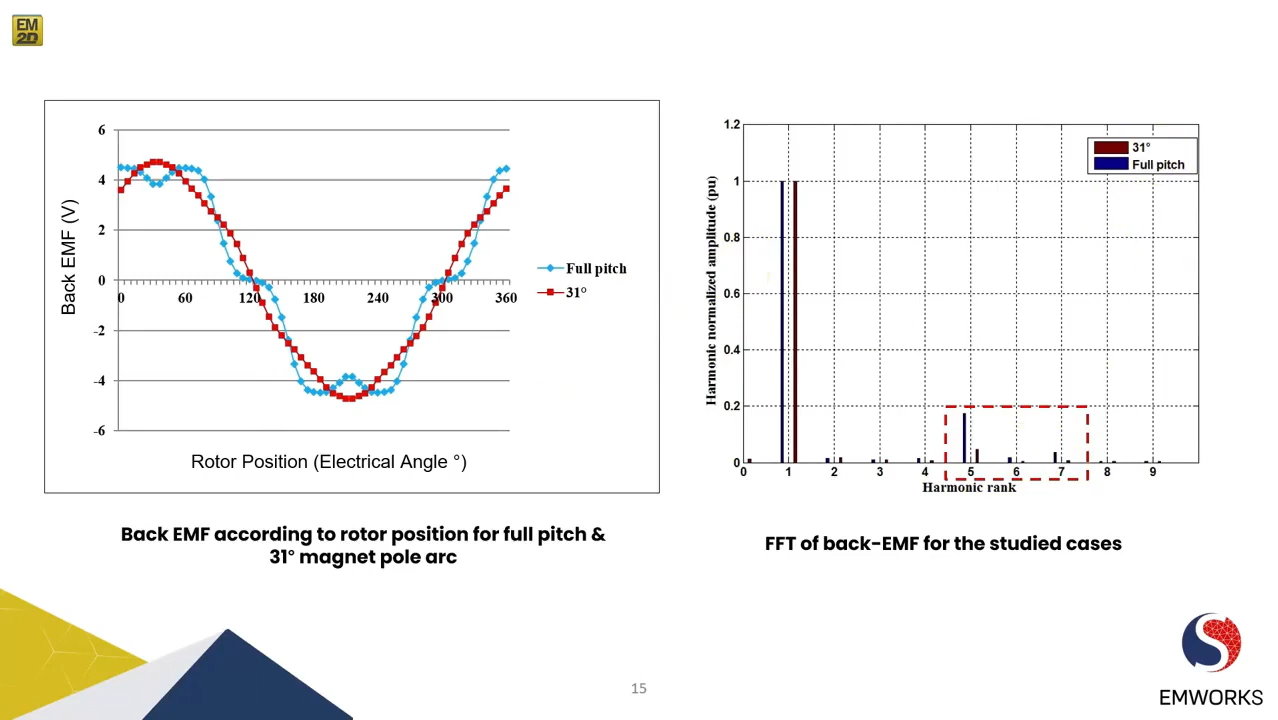 EM
2D
6
4
2
0
-2
-4
-6
0 60 120 180 240 300 360
Back EMF (V)
Rotor Position (Electrical Angle °)
Full pitch
31°
Back EMF according to rotor position for full pitch &
31° magnet pole arc
1.2
1
0.8
0.6
0.4
0.2
0
0 1 2 3 4 5 6 7 8 9
Harmonic normalized amplitude (pu)
Harmonic rank
31°
Full pitch
FFT of back-EMF for the studied cases
15
EMWORKS